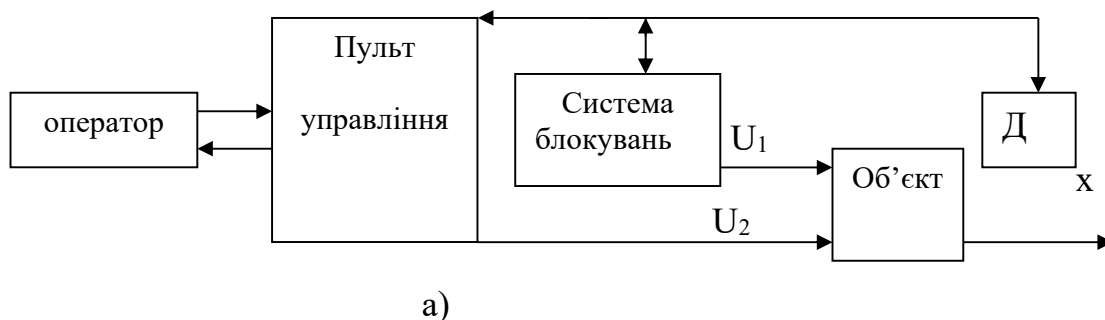 Пульт
управління
оператор
Система
блокувань
U₁
Об’єкт
Д
x
U₂
а)